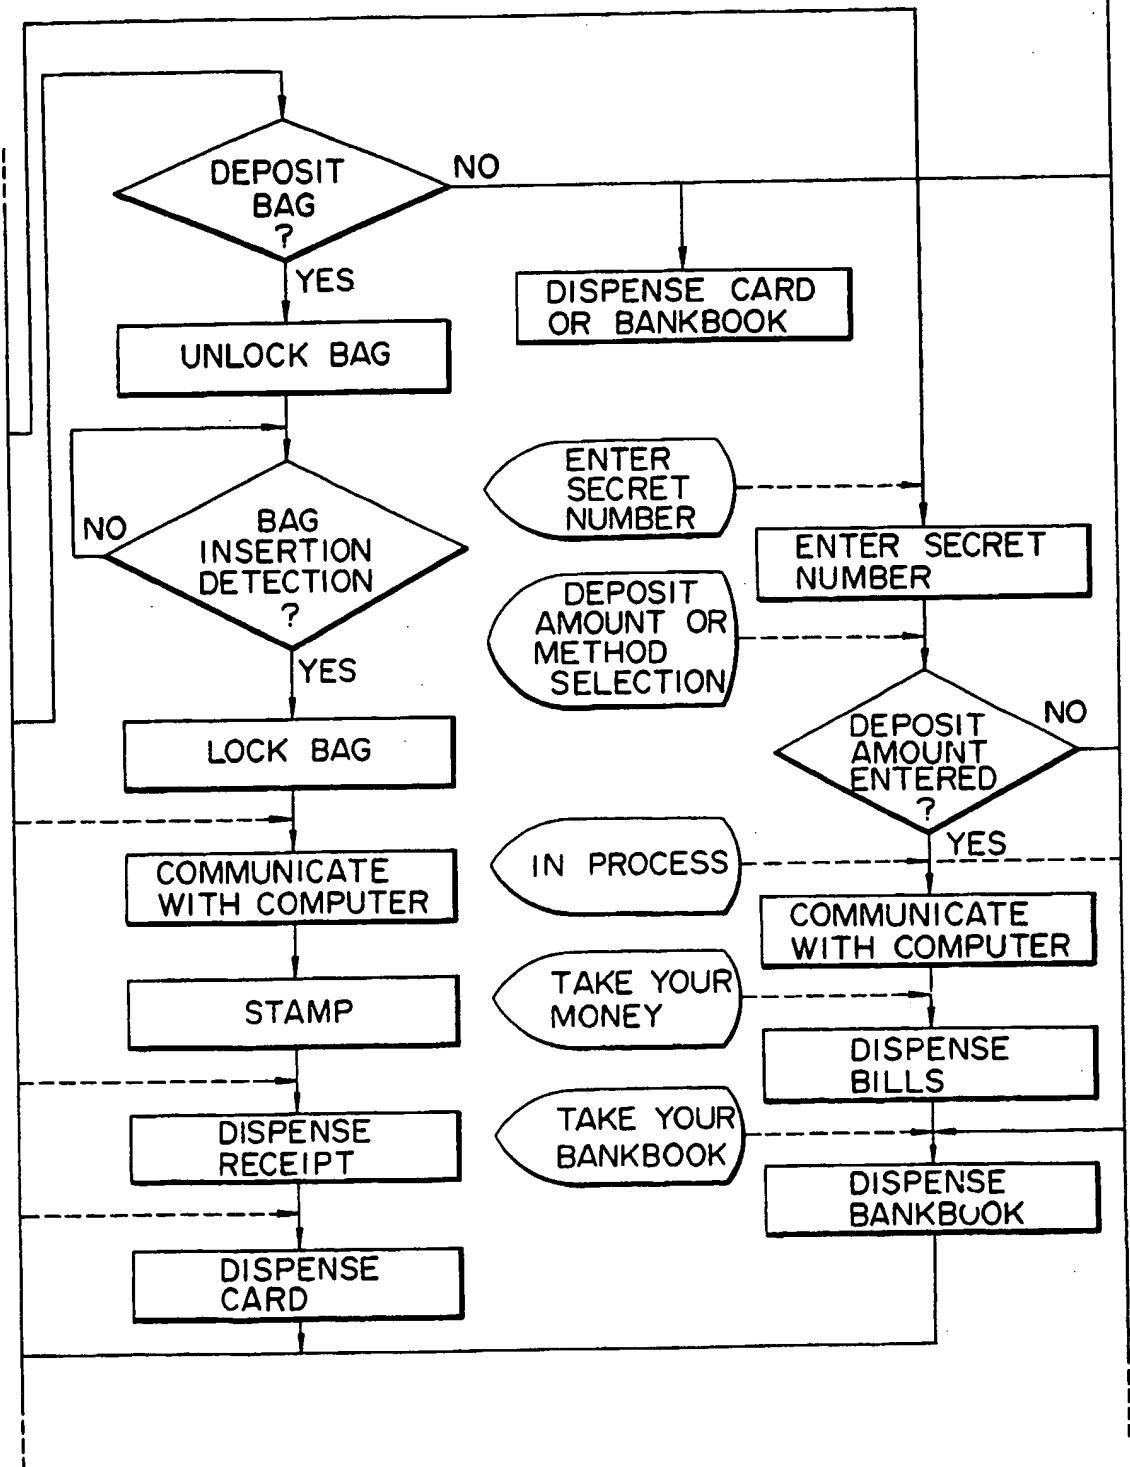 DEPOSIT
BAG
?
NO
YES
DISPENSE CARD
OR BANKBOOK
UNLOCK BAG
BAG
INSERTION
DETECTION
?
NO
YES
LOCK BAG
COMMUNICATE
WITH COMPUTER
STAMP
DISPENSE
RECEIPT
DISPENSE
CARD
ENTER
SECRET
NUMBER
ENTER SECRET
NUMBER
DEPOSIT
AMOUNT OR
METHOD
SELECTION
DEPOSIT
AMOUNT
ENTERED
?
NO
YES
IN PROCESS
COMMUNICATE
WITH COMPUTER
TAKE YOUR
MONEY
DISPENSE
BILLS
TAKE YOUR
BANKBOOK
DISPENSE
BANKBOOK